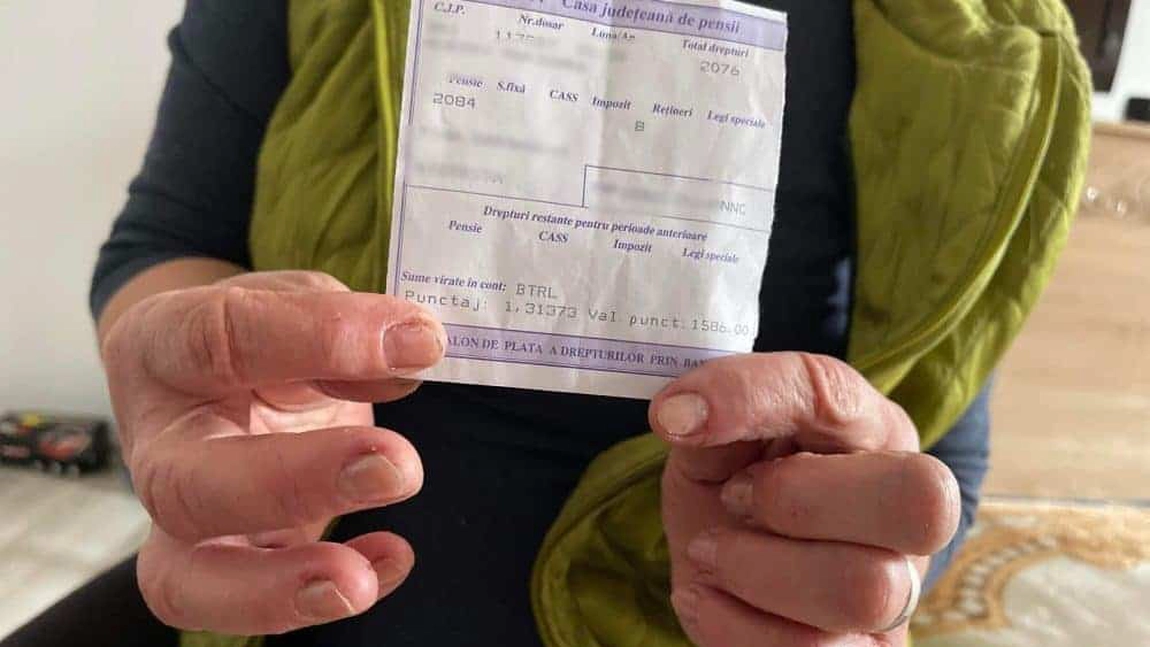 Casa județeană de pensii
C.I.P. Nr.dosar Luna/An Total drepturi
2076
Pensie S.fixă CASS Impozit Rețineri Legi speciale
2084 8
NNC
Drepturi restante pentru perioade anterioare
Pensie CASS Impozit Legi speciale
Sume virate în cont: BTRL
Punctaj: 1,31373 Val punct:1586.00
ALON DE PLATA A DREPTURILOR PRIN